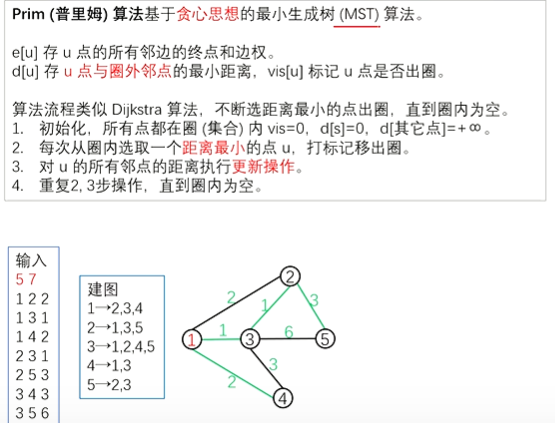 Prim (普里姆) 算法基于贪心思想的最小生成树 (MST) 算法。
e[u] 存 u 点的所有邻边的终点和边权。
d[u] 存 u 点与圈外邻点的最小距离，vis[u] 标记 u 点是否出圈。
算法流程类似 Dijkstra 算法，不断选距离最小的点出圈，直到圈内为空。
1. 初始化，所有点都在圈 (集合) 内 vis=0，d[s]=0，d[其它点]=+∞。
2. 每次从圈内选取一个距离最小的点 u，打标记移出圈。
3. 对 u 的所有邻点的距离执行更新操作。
4. 重复2, 3步操作，直到圈内为空。
输入
5 7
1 2 2
1 3 1
1 4 2
2 3 1
2 5 3
3 4 3
3 5 6
建图
1→2,3,4
2→1,3,5
3→1,2,4,5
4→1,3
5→2,3
2
2
1
3
1
1
3
6
5
2
3
4